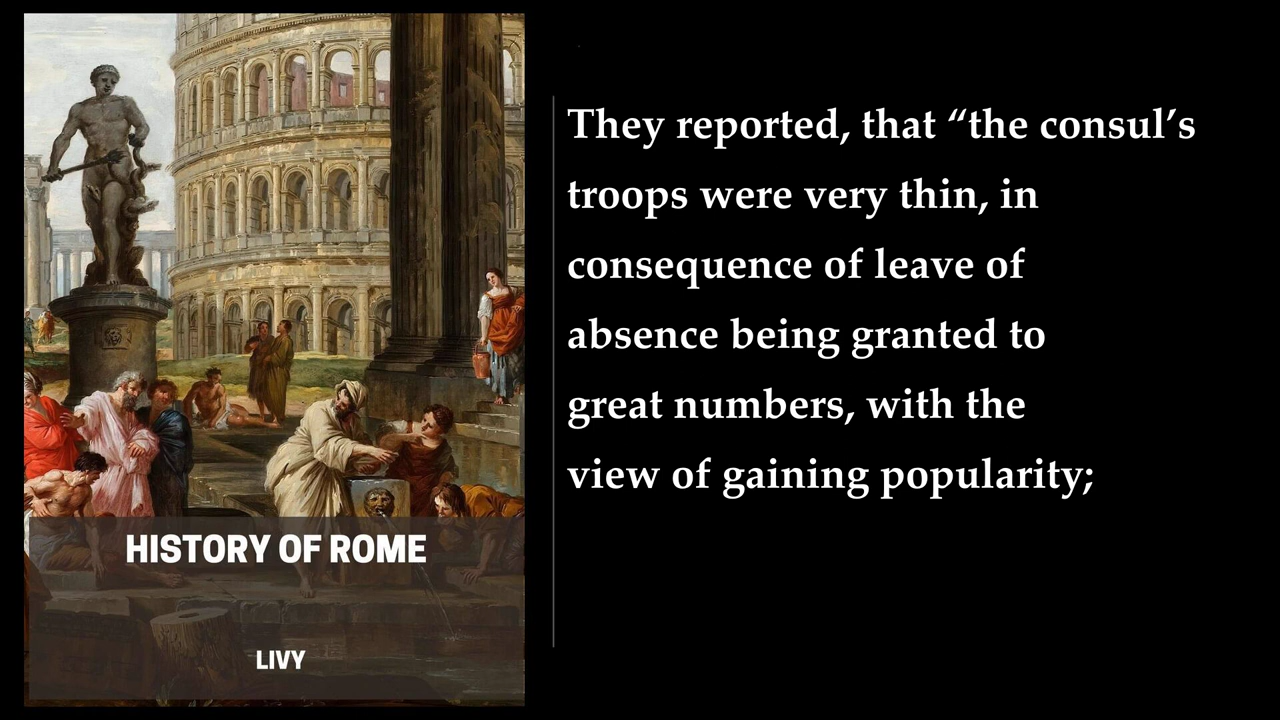 HISTORY OF ROME
LIVY
They reported, that “the consul’s
troops were very thin, in
consequence of leave of
absence being granted to
great numbers, with the
view of gaining popularity;